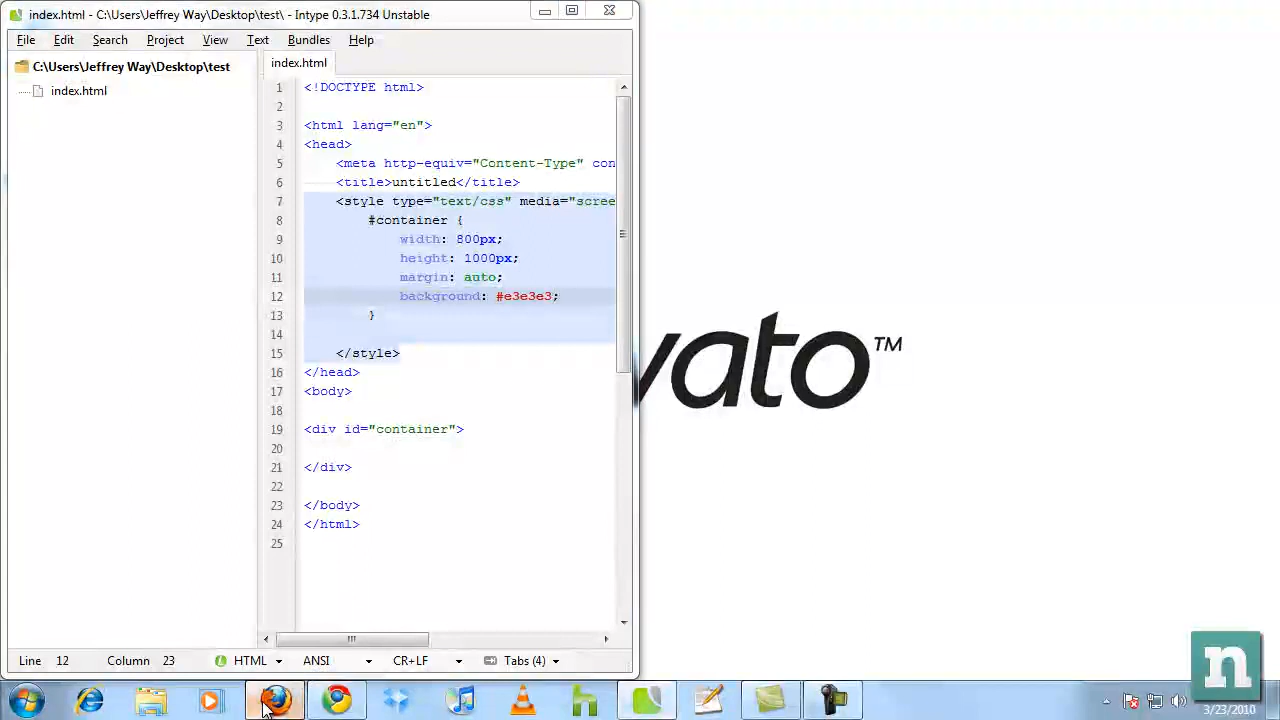 index.html - C:\Users\Jeffrey Way\Desktop\test\ - Intype 0.3.1.734 Unstable
File Edit Search Project View Text Bundles Help
C:\Users\Jeffrey Way\Desktop\test
index.html
index.html
1 <!DOCTYPE html>
2
3 <html lang="en">
4 <head>
5 <meta http-equiv="Content-Type" con
6 <title>untitled</title>
7 <style type="text/css" media="scree
8 #container {
9 width: 800px;
10 height: 1000px;
11 margin: auto;
12 background: #e3e3e3;
13 }
14
15 </style>
16 </head>
17 <body>
18
19 <div id="container">
20
21 </div>
22
23 </body>
24 </html>
25
vato™
Line 12 Column 23 HTML ANSI CR+LF Tabs (4)
n
3/23/2010